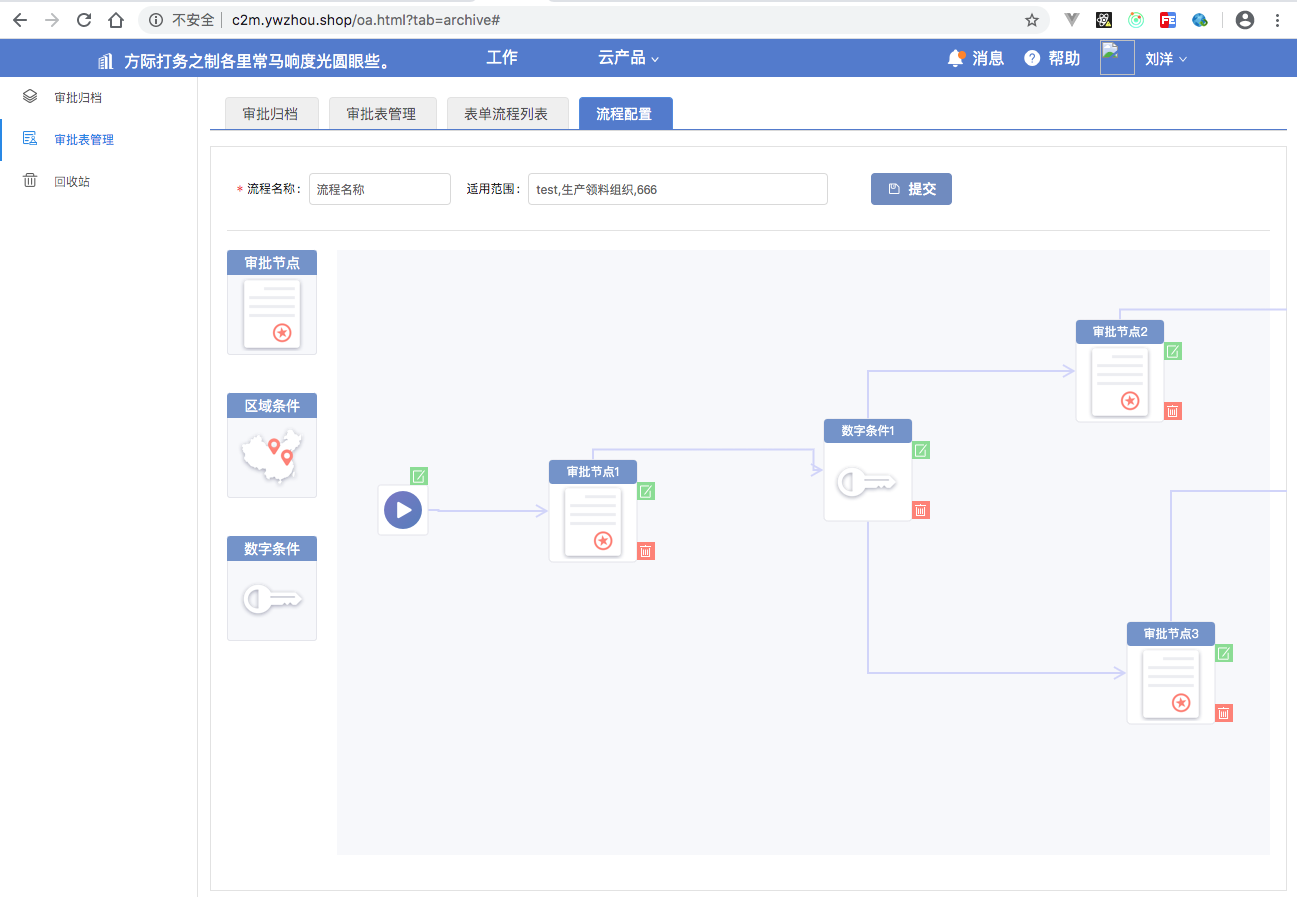 不安全 c2m.ywzhou.shop/oa.html?tab=archive#
方际打务之制各里常马响度光圆眼些。 工作 云产品 消息 帮助 刘洋
审批归档
审批表管理
回收站
审批归档 审批表管理 表单流程列表 流程配置
* 流程名称: 流程名称 适用范围: test,生产领料组织,666 提交
审批节点
区域条件
数字条件
审批节点1
数字条件1
审批节点2
审批节点3